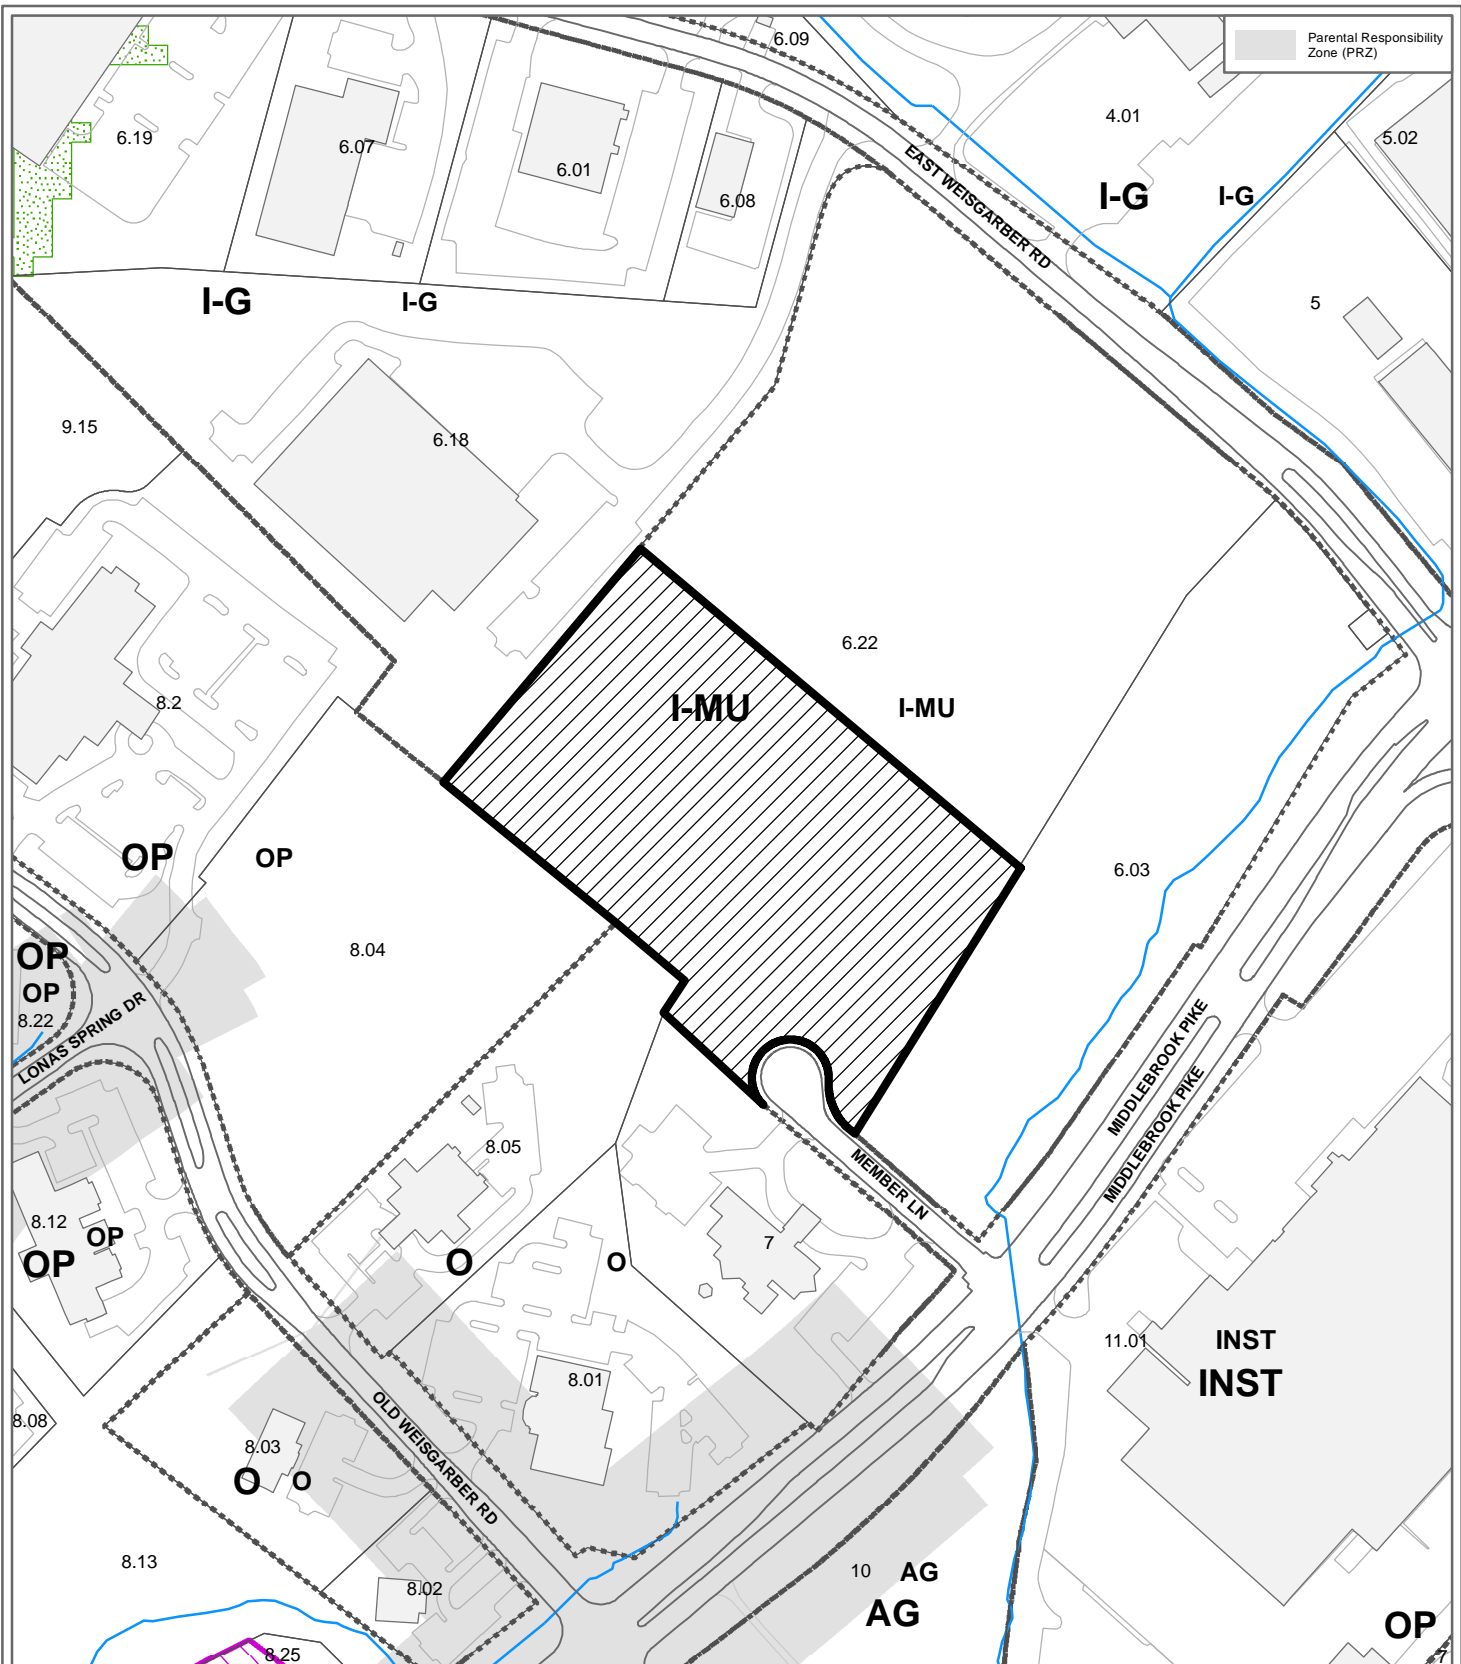 Parental Responsibility
Zone (PRZ)
6.09
4.01
5.02
6.19
6.07
6.01
6.08
EAST WEISGARBER RD
I-G
I-G
I-G
I-G
5
9.15
6.18
6.22
8.2
I-MU
I-MU
OP
OP
6.03
OP
OP
8.22
8.04
LONAS SPRING DR
MIDDLEBROOK PIKE
MIDDLEBROOK PIKE
8.05
MEMBER LN
8.12
OP
OP
7
O
O
11.01
INST
INST
8.01
8.08
OLD WEISGARBER RD
8.03
O
O
8.13
8.02
10
AG
AG
OP
8.25
7